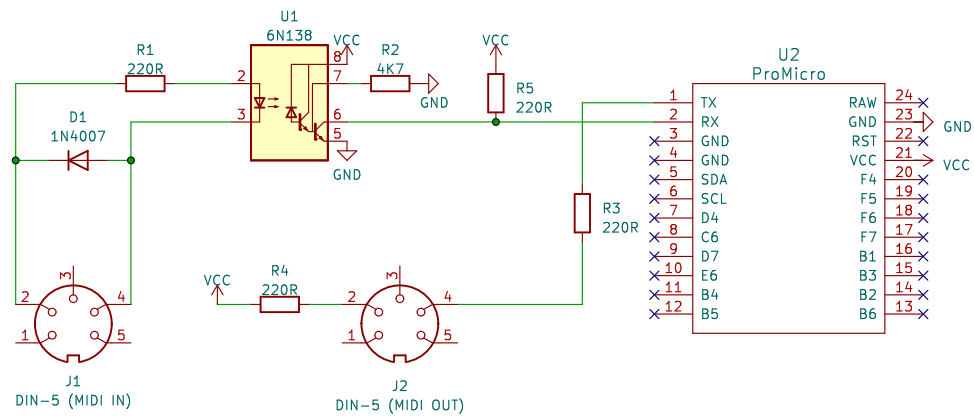 U1
6N138
VCC
8
R1
220R
2
3
7
6
5
R2
4K7
GND
GND
VCC
R5
220R
D1
1N4007
U2
ProMicro
1 TX
2 RX
3 GND
4 GND
5 SDA
6 SCL
7 D4
8 C6
9 D7
10 E6
11 B4
12 B5
RAW 24
GND 23
RST 22
VCC 21
F4 20
F5 19
F6 18
F7 17
B1 16
B3 15
B2 14
B6 13
GND
VCC
R3
220R
VCC
R4
220R
3
2
4
1
5
J1
DIN-5 (MIDI IN)
3
2
4
1
5
J2
DIN-5 (MIDI OUT)